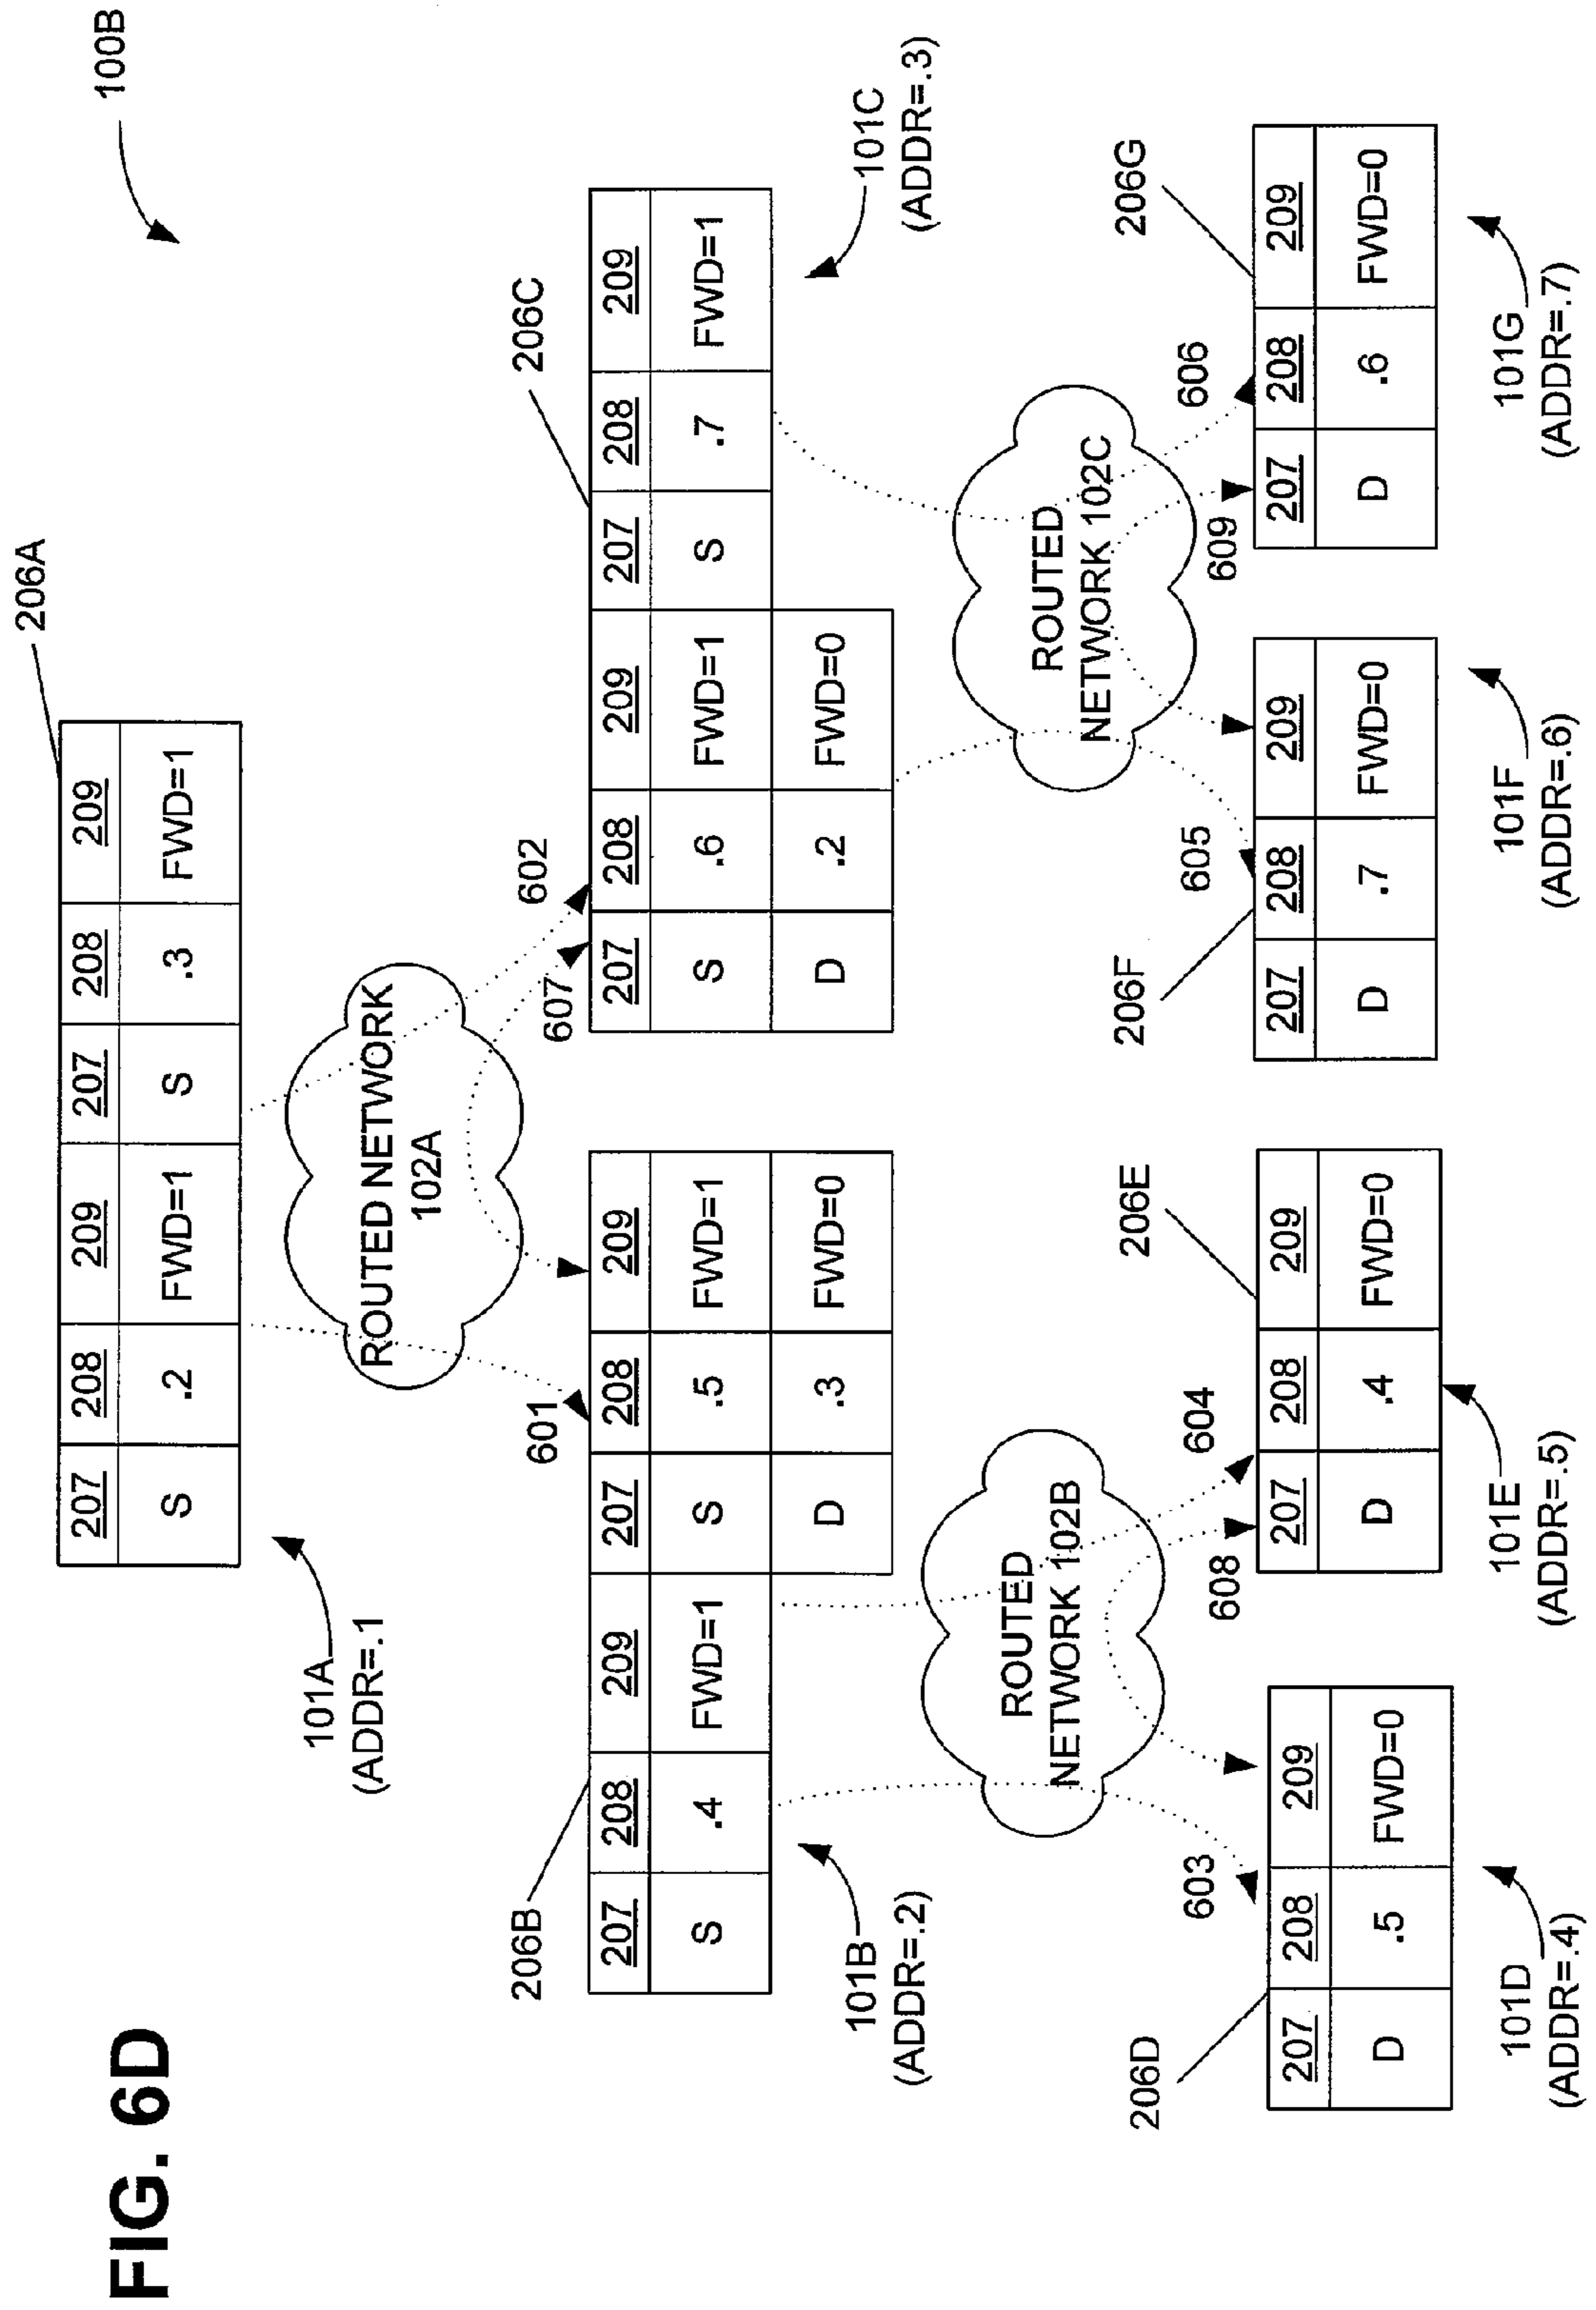 FIG. 6D
100B
206A
207 208 209 207 208 209
S .2 FWD=1 S .3 FWD=1
101A
(ADDR=.1
ROUTED NETWORK
102A
601
607
602
206B
207 208 209 207 208 209
S .4 FWD=1 S .5 FWD=1
D .3 FWD=0
101B
(ADDR=.2)
206C
207 208 209 207 208 209
S .6 FWD=1 S .7 FWD=1
D .2 FWD=0
101C
(ADDR=.3)
ROUTED
NETWORK 102B
603
608
604
ROUTED
NETWORK 102C
605
609
606
206D
207 208 209
D .5 FWD=0
101D
(ADDR=.4)
206E
207 208 209
D .4 FWD=0
101E
(ADDR=.5)
206F
207 208 209
D .7 FWD=0
101F
(ADDR=.6)
206G
207 208 209
D .6 FWD=0
101G
(ADDR=.7)